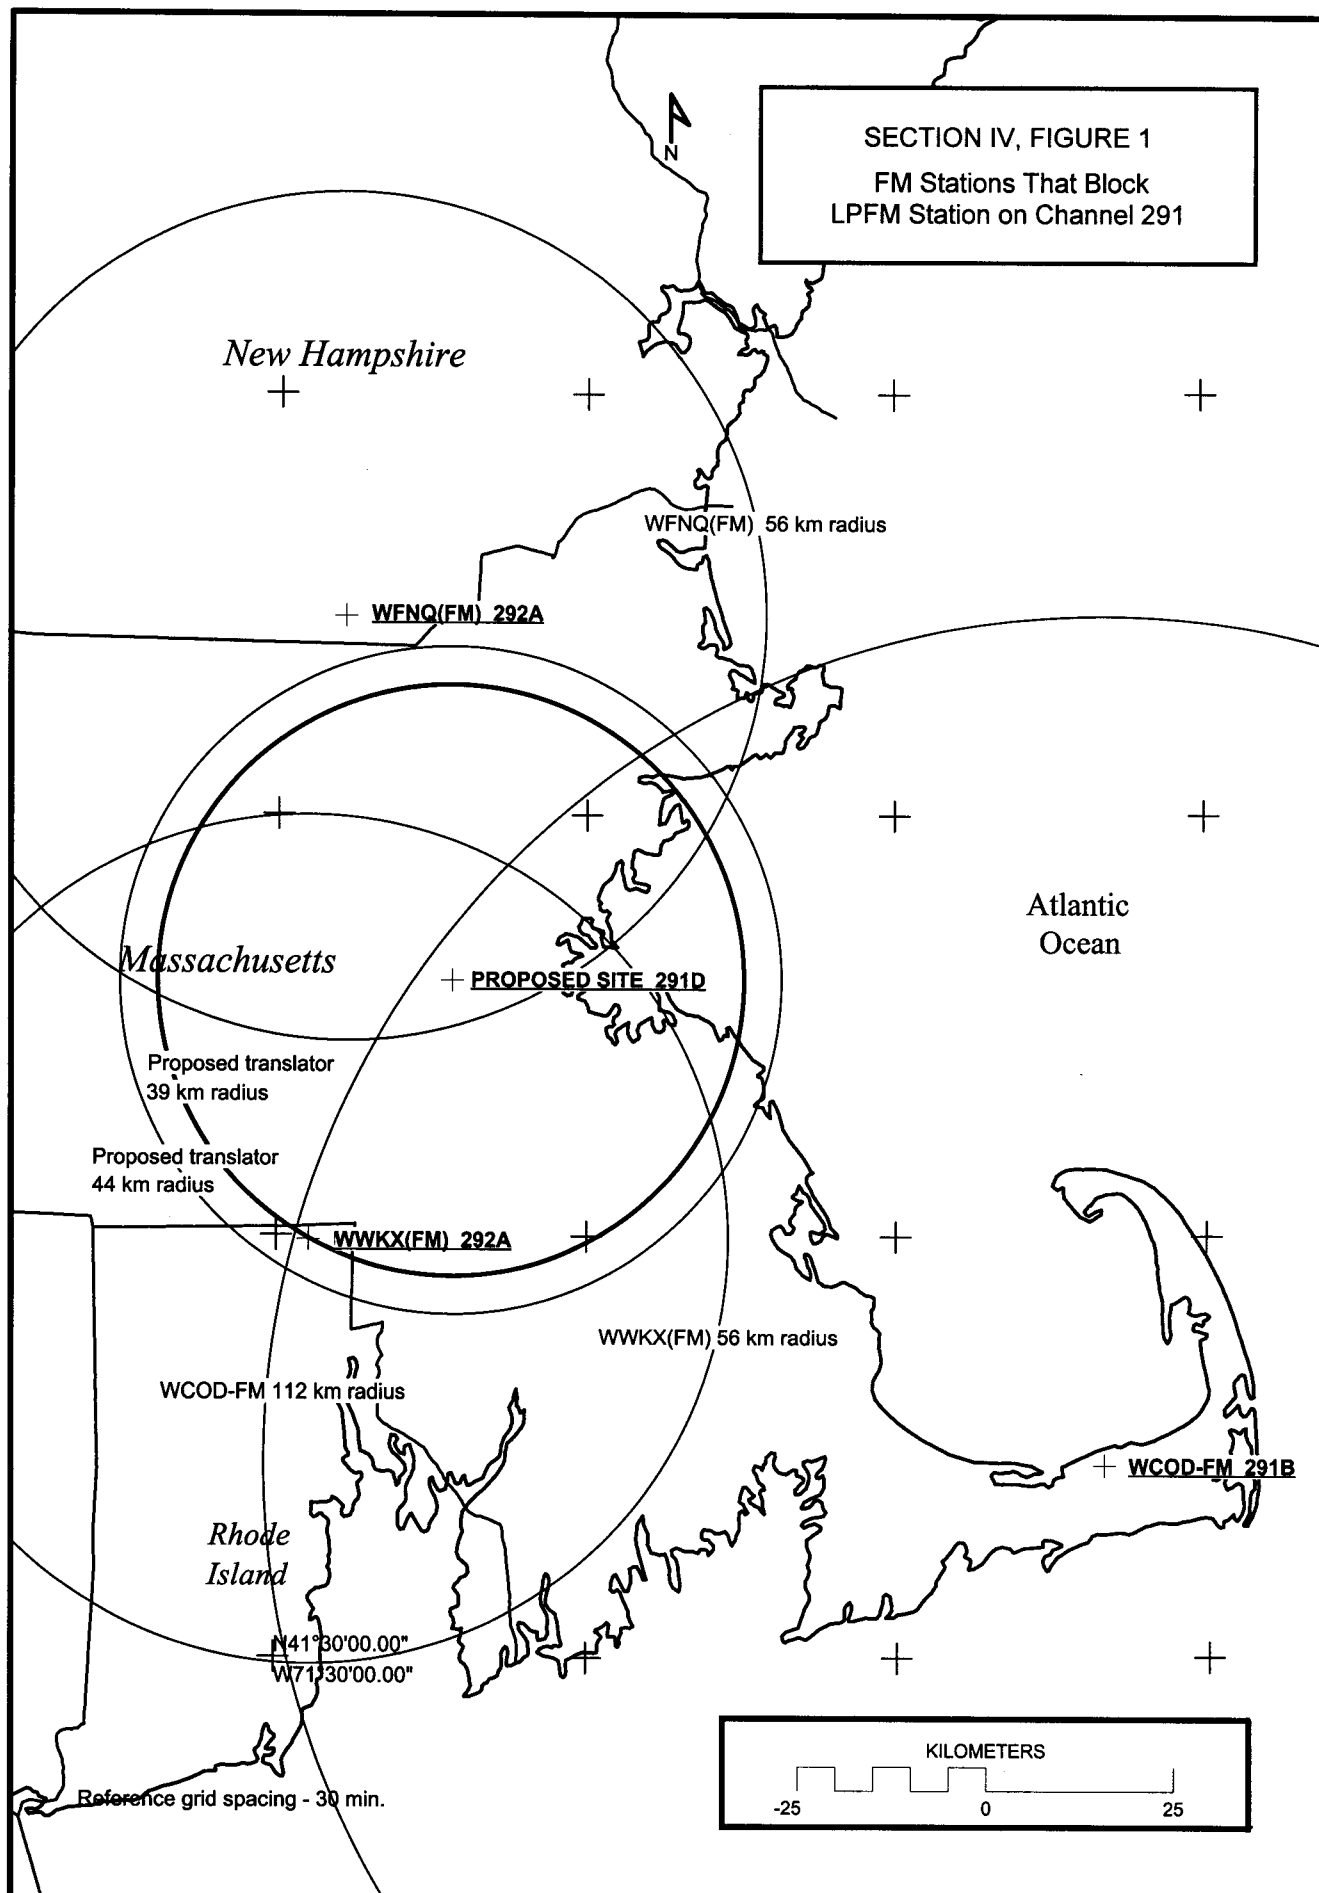 N
SECTION IV, FIGURE 1
FM Stations That Block
LPFM Station on Channel 291
New Hampshire
WFNQ(FM) 56 km radius
WFNQ(FM) 292A
Atlantic
Ocean
Massachusetts
PROPOSED SITE 291D
Proposed translator
39 km radius
Proposed translator
44 km radius
WWKX(FM) 292A
WWKX(FM) 56 km radius
WCOD-FM 112 km radius
WCOD-FM 291B
Rhode
Island
N41°30'00.00"
W71°30'00.00"
KILOMETERS
-25 0 25
Reference grid spacing - 30 min.